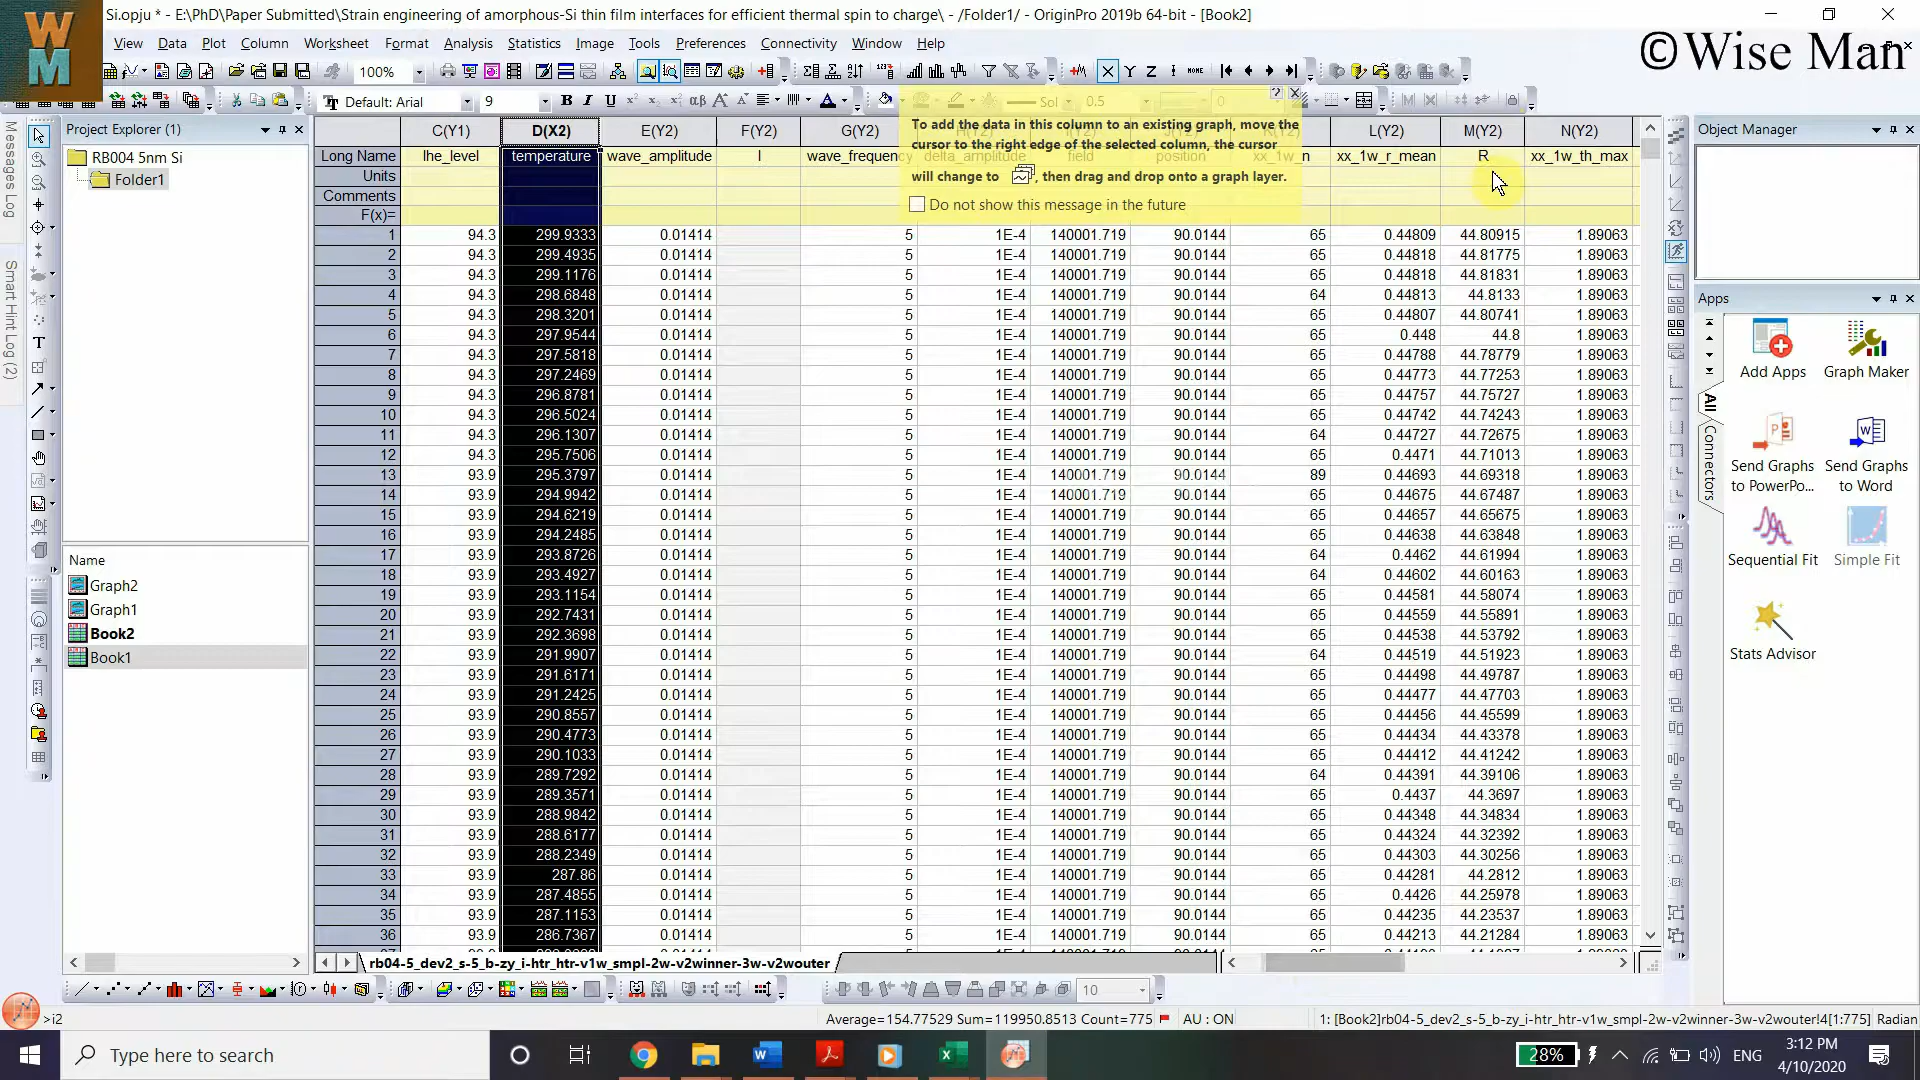 Si.opju * - E:\PhD\Paper Submitted\Strain engineering of amorphous-Si thin film interfaces for efficient thermal spin to charge\ - /Folder1/ - OriginPro 2019b 64-bit - [Book2]
WM
©Wise Man
View Data Plot Column Worksheet Format Analysis Statistics Image Tools Preferences Connectivity Window Help
100%
X Y Z
Default: Arial 9 B I U
Sol 0.5 0
Messages Log
Smart Hint Log (2)
Project Explorer (1)
RB004 5nm Si
Folder1
Name
Graph2
Graph1
Book2
Book1
To add the data in this column to an existing graph, move the
cursor to the right edge of the selected column, the cursor
will change to , then drag and drop onto a graph layer.
Do not show this message in the future
C(Y1) D(X2) E(Y2) F(Y2) G(Y2) L(Y2) M(Y2) N(Y2)
Long Name lhe_level temperature wave_amplitude I wave_frequency delta_amplitude field position xx_1w_n xx_1w_r_mean R xx_1w_th_max
Units
Comments
F(x)=
1 94.3 299.9333 0.01414 5 1E-4 140001.719 90.0144 65 0.44809 44.80915 1.89063
2 94.3 299.4935 0.01414 5 1E-4 140001.719 90.0144 65 0.44818 44.81775 1.89063
3 94.3 299.1176 0.01414 5 1E-4 140001.719 90.0144 65 0.44818 44.81831 1.89063
4 94.3 298.6848 0.01414 5 1E-4 140001.719 90.0144 64 0.44813 44.8133 1.89063
5 94.3 298.3201 0.01414 5 1E-4 140001.719 90.0144 65 0.44807 44.80741 1.89063
6 94.3 297.9544 0.01414 5 1E-4 140001.719 90.0144 65 0.448 44.8 1.89063
7 94.3 297.5818 0.01414 5 1E-4 140001.719 90.0144 65 0.44788 44.78779 1.89063
8 94.3 297.2469 0.01414 5 1E-4 140001.719 90.0144 65 0.44773 44.77253 1.89063
9 94.3 296.8781 0.01414 5 1E-4 140001.719 90.0144 65 0.44757 44.75727 1.89063
10 94.3 296.5024 0.01414 5 1E-4 140001.719 90.0144 65 0.44742 44.74243 1.89063
11 94.3 296.1307 0.01414 5 1E-4 140001.719 90.0144 64 0.44727 44.72675 1.89063
12 94.3 295.7506 0.01414 5 1E-4 140001.719 90.0144 65 0.4471 44.71013 1.89063
13 93.9 295.3797 0.01414 5 1E-4 140001.719 90.0144 89 0.44693 44.69318 1.89063
14 93.9 294.9942 0.01414 5 1E-4 140001.719 90.0144 65 0.44675 44.67487 1.89063
15 93.9 294.6219 0.01414 5 1E-4 140001.719 90.0144 65 0.44657 44.65675 1.89063
16 93.9 294.2485 0.01414 5 1E-4 140001.719 90.0144 65 0.44638 44.63848 1.89063
17 93.9 293.8726 0.01414 5 1E-4 140001.719 90.0144 64 0.4462 44.61994 1.89063
18 93.9 293.4927 0.01414 5 1E-4 140001.719 90.0144 64 0.44602 44.60163 1.89063
19 93.9 293.1154 0.01414 5 1E-4 140001.719 90.0144 65 0.44581 44.58074 1.89063
20 93.9 292.7431 0.01414 5 1E-4 140001.719 90.0144 65 0.44559 44.55891 1.89063
21 93.9 292.3698 0.01414 5 1E-4 140001.719 90.0144 65 0.44538 44.53792 1.89063
22 93.9 291.9907 0.01414 5 1E-4 140001.719 90.0144 64 0.44519 44.51923 1.89063
23 93.9 291.6171 0.01414 5 1E-4 140001.719 90.0144 65 0.44498 44.49787 1.89063
24 93.9 291.2425 0.01414 5 1E-4 140001.719 90.0144 65 0.44477 44.47703 1.89063
25 93.9 290.8557 0.01414 5 1E-4 140001.719 90.0144 65 0.44456 44.45599 1.89063
26 93.9 290.4773 0.01414 5 1E-4 140001.719 90.0144 65 0.44434 44.43378 1.89063
27 93.9 290.1033 0.01414 5 1E-4 140001.719 90.0144 65 0.44412 44.41242 1.89063
28 93.9 289.7292 0.01414 5 1E-4 140001.719 90.0144 64 0.44391 44.39106 1.89063
29 93.9 289.3571 0.01414 5 1E-4 140001.719 90.0144 65 0.4437 44.3697 1.89063
30 93.9 288.9842 0.01414 5 1E-4 140001.719 90.0144 65 0.44348 44.34834 1.89063
31 93.9 288.6177 0.01414 5 1E-4 140001.719 90.0144 65 0.44324 44.32392 1.89063
32 93.9 288.2349 0.01414 5 1E-4 140001.719 90.0144 65 0.44303 44.30256 1.89063
33 93.9 287.86 0.01414 5 1E-4 140001.719 90.0144 65 0.44281 44.2812 1.89063
34 93.9 287.4855 0.01414 5 1E-4 140001.719 90.0144 65 0.4426 44.25978 1.89063
35 93.9 287.1153 0.01414 5 1E-4 140001.719 90.0144 65 0.44235 44.23537 1.89063
36 93.9 286.7367 0.01414 5 1E-4 140001.719 90.0144 65 0.44213 44.21284 1.89063
rb04-5_dev2_s-5_b-zy_i-htr_htr-v1w_smpl-2w-v2winner-3w-v2wouter
Object Manager
Apps
All
Connectors
Add Apps
Graph Maker
Send Graphs
to PowerPo...
Send Graphs
to Word
Sequential Fit
Simple Fit
Stats Advisor
10
>i2
Average=154.77529 Sum=119950.8513 Count=775 AU : ON 1: [Book2]rb04-5_dev2_s-5_b-zy_i-htr_htr-v1w_smpl-2w-v2winner-3w-v2wouter!4[1:775] Radian
Type here to search
28%
ENG
3:12 PM
4/10/2020